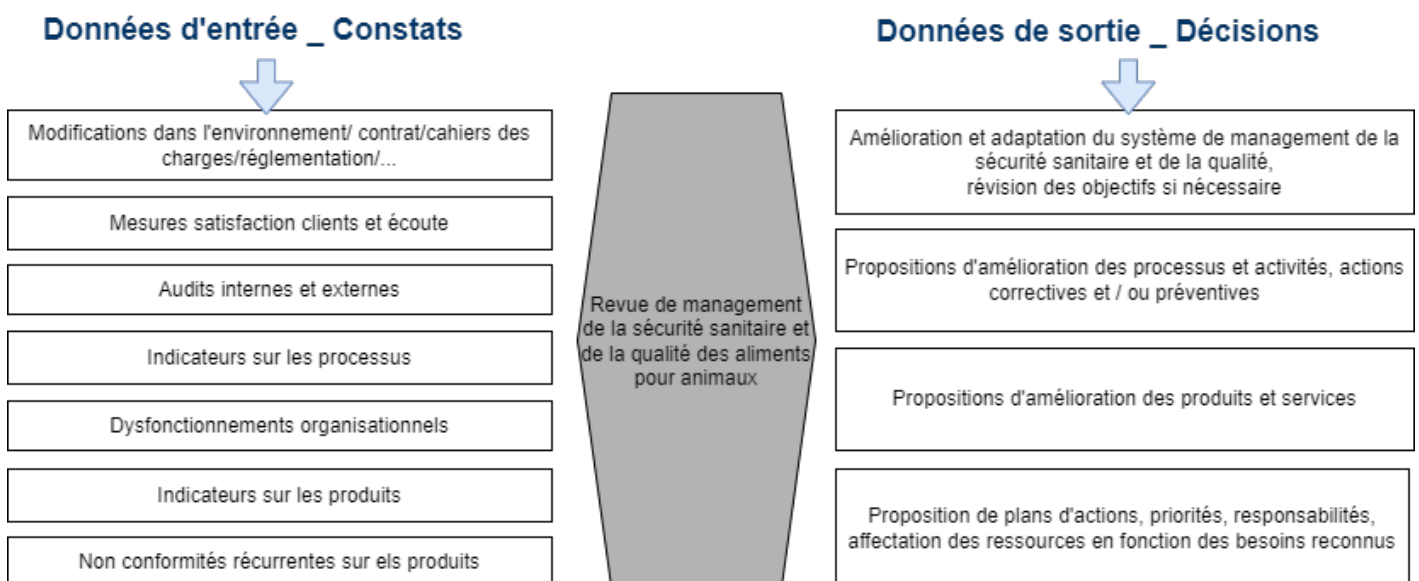 Données d'entrée _ Constats
Modifications dans l'environnement/ contrat/cahiers des
charges/réglementation/...
Mesures satisfaction clients et écoute
Audits internes et externes
Indicateurs sur les processus
Dysfonctionnements organisationnels
Indicateurs sur les produits
Non conformités récurrentes sur els produits
Revue de management
de la sécurité sanitaire et
de la qualité des aliments
pour animaux
Données de sortie _ Décisions
Amélioration et adaptation du système de management de la
sécurité sanitaire et de la qualité,
révision des objectifs si nécessaire
Propositions d'amélioration des processus et activités, actions
correctives et / ou préventives
Propositions d'amélioration des produits et services
Proposition de plans d'actions, priorités, responsabilités,
affectation des ressources en fonction des besoins reconnus